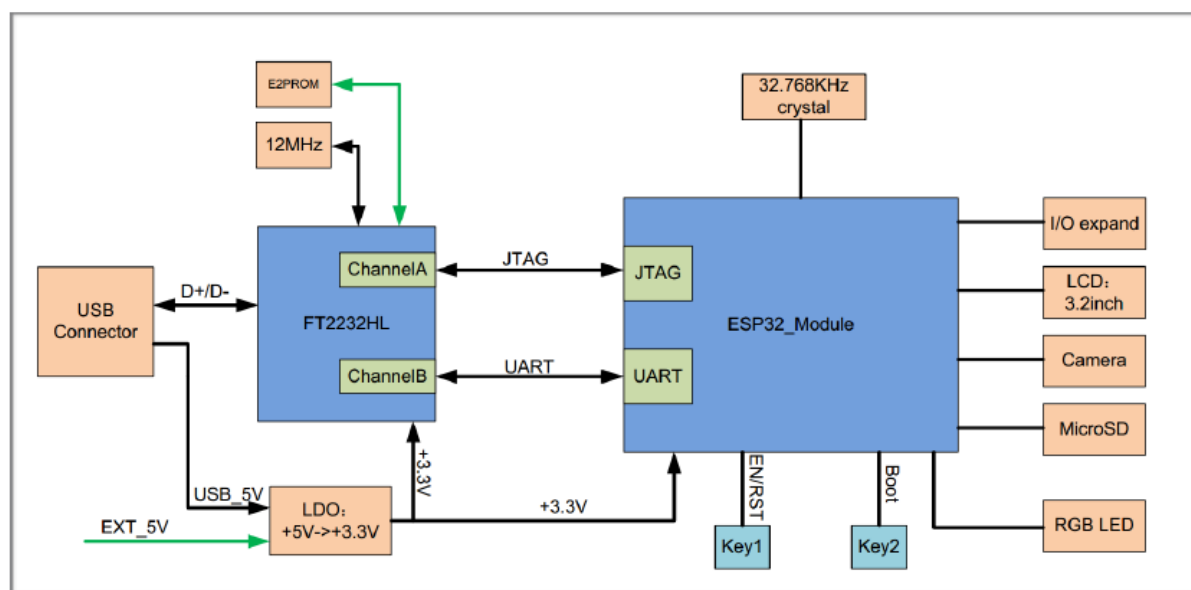 E2PROM
12MHz
32.768KHz
crystal
USB
Connector
D+/D-
FT2232HL
ChannelA
ChannelB
JTAG
UART
JTAG
UART
ESP32_Module
I/O expand
LCD：
3.2inch
Camera
MicroSD
RGB LED
USB_5V
EXT_5V
LDO：
+5V->+3.3V
+3.3V
+3.3V
EN/RST
Boot
Key1
Key2